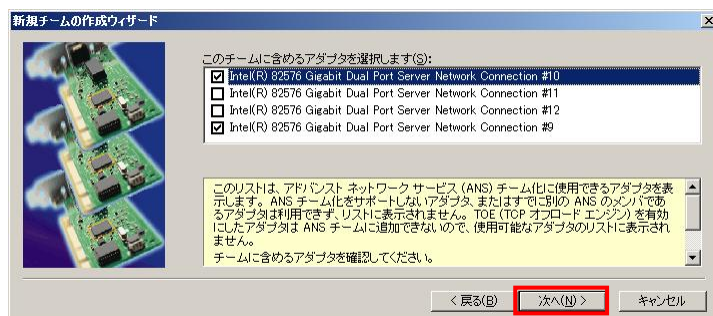 新規チームの作成ウィザード
このチームに含めるアダプタを選択します(S):
Intel(R) 82576 Gigabit Dual Port Server Network Connection #10
Intel(R) 82576 Gigabit Dual Port Server Network Connection #11
Intel(R) 82576 Gigabit Dual Port Server Network Connection #12
Intel(R) 82576 Gigabit Dual Port Server Network Connection #9
このリストは、アドバンスト ネットワーク サービス (ANS) チーム化に使用できるアダプタを表
示します。ANS チーム化をサポートしないアダプタ、またはすでに別の ANS のメンバであ
るアダプタは利用できず、リストに表示されません。TOE (TCP オフロード エンジン) を有効
にしたアダプタは ANS チームに追加できないので、使用可能なアダプタのリストに表示され
ません。
チームに含めるアダプタを確認してください。
< 戻る(B)
次へ(N) >
キャンセル